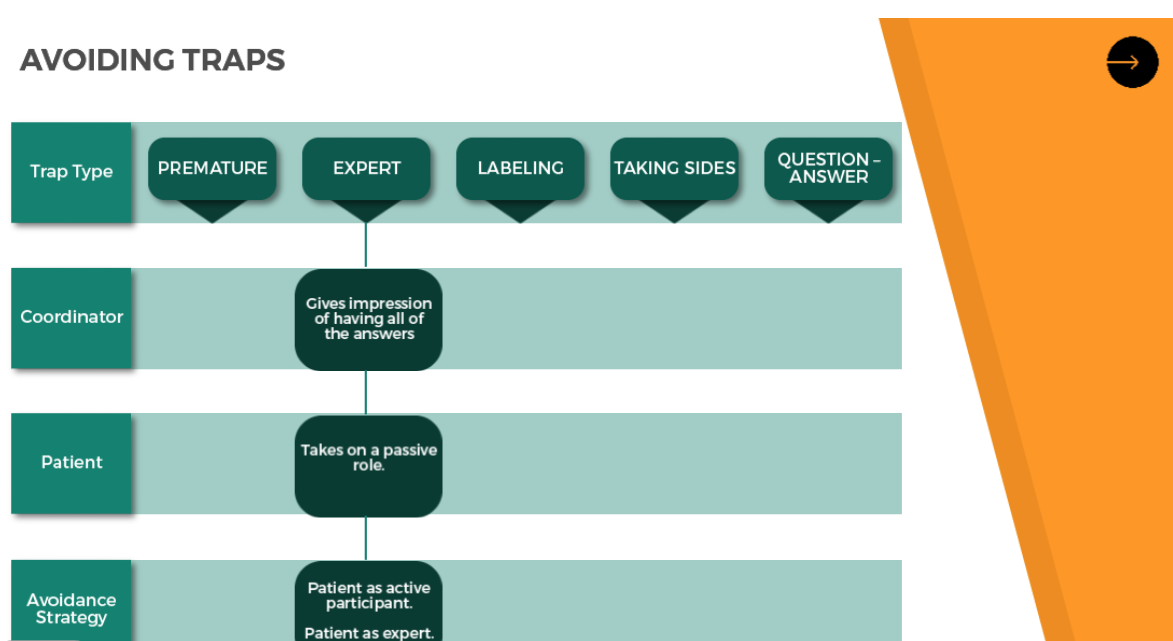 AVOIDING TRAPS
Trap Type
PREMATURE
EXPERT
LABELING
TAKING SIDES
QUESTION –
ANSWER
Coordinator
Gives impression
of having all of
the answers
Patient
Takes on a passive
role.
Avoidance
Strategy
Patient as active
participant.
Patient as expert.